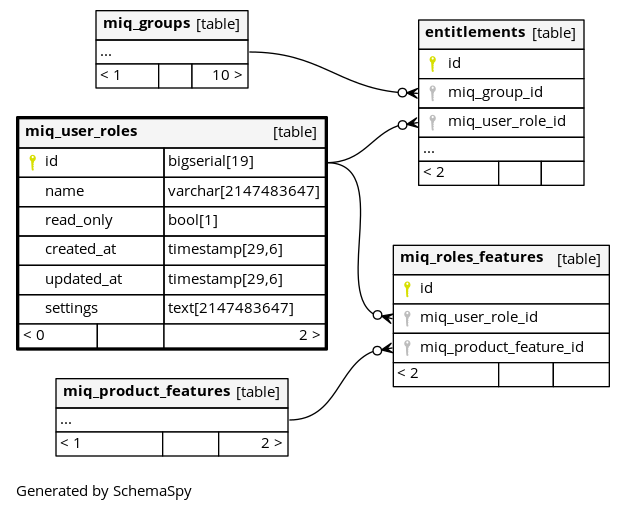 miq_groups [table]
...
< 1 10 >
entitlements [table]
id
miq_group_id
miq_user_role_id
...
< 2
miq_user_roles [table]
id bigserial[19]
name varchar[2147483647]
read_only bool[1]
created_at timestamp[29,6]
updated_at timestamp[29,6]
settings text[2147483647]
< 0 2 >
miq_roles_features [table]
id
miq_user_role_id
miq_product_feature_id
< 2
miq_product_features [table]
...
< 1 2 >
Generated by SchemaSpy